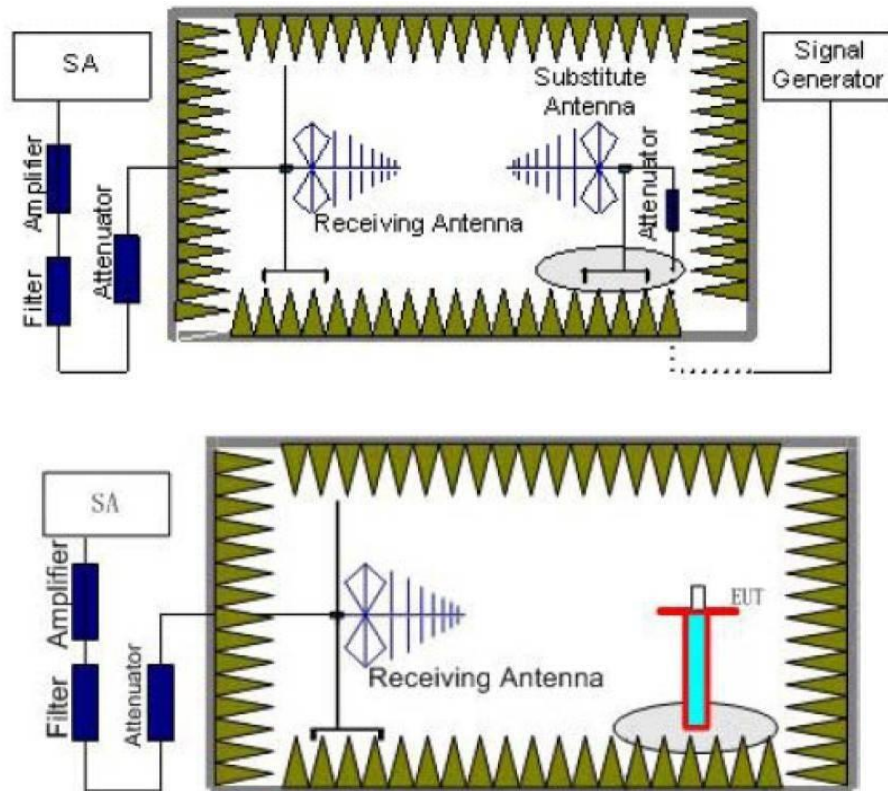 SA
Signal
Generator
Substitute
Antenna
Amplifier
Filter
Attenuator
Receiving Antenna
Attenuator
SA
Amplifier
Filter
Attenuator
Receiving Antenna
EUT